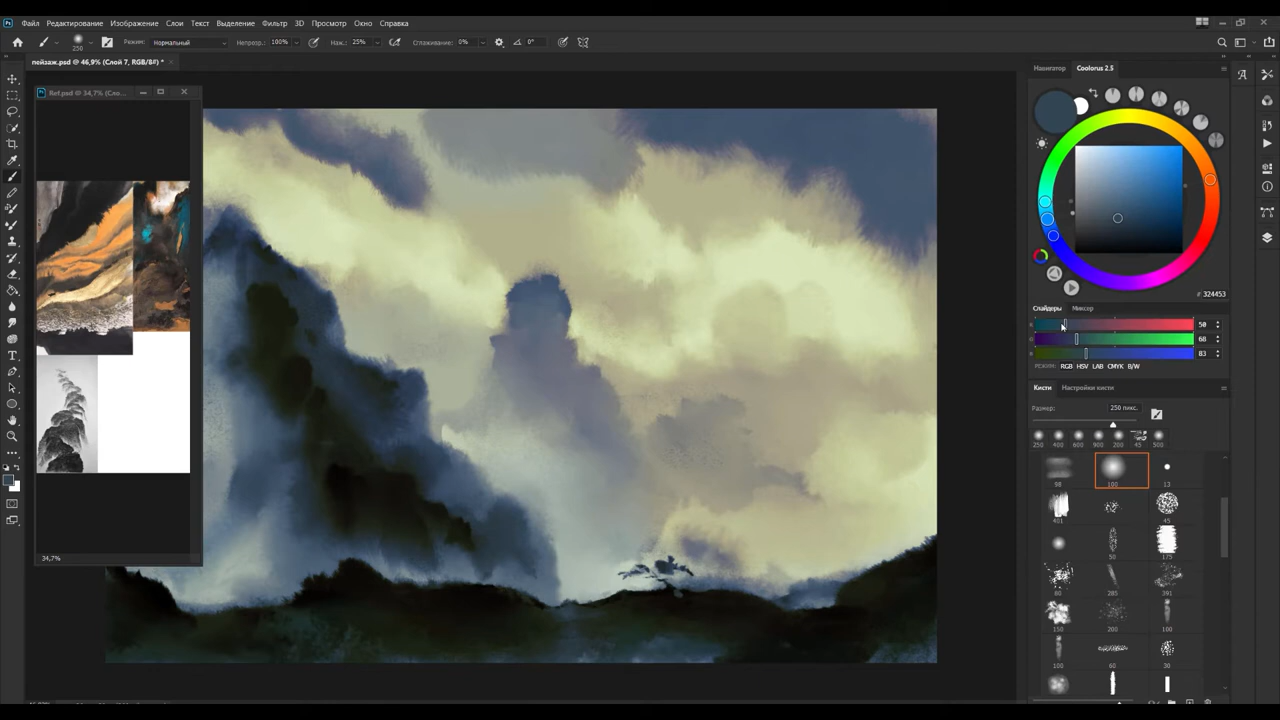 Ps Файл Редактирование Изображение Слои Текст Выделение Фильтр 3D Просмотр Окно Справка
250 Режим: Нормальный Непрозр.: 100% Наж.: 25% Сглаживание: 0% 0°
пейзаж.psd @ 46,9% (Слой 7, RGB/8#) * ×
Ref.psd @ 34,7% (Сло...
34,7%
Навигатор Coolorus 2.5
# 324453
Слайдеры Миксер
R 50
G 68
B 83
РЕЖИМ: RGB HSV LAB CMYK B/W
Кисти Настройки кисти
Размер: 250 пикс.
250 400 600 900 200 45 500
98 100 13
401 45
50 175
80 285 391
150 200 100
100 60 30